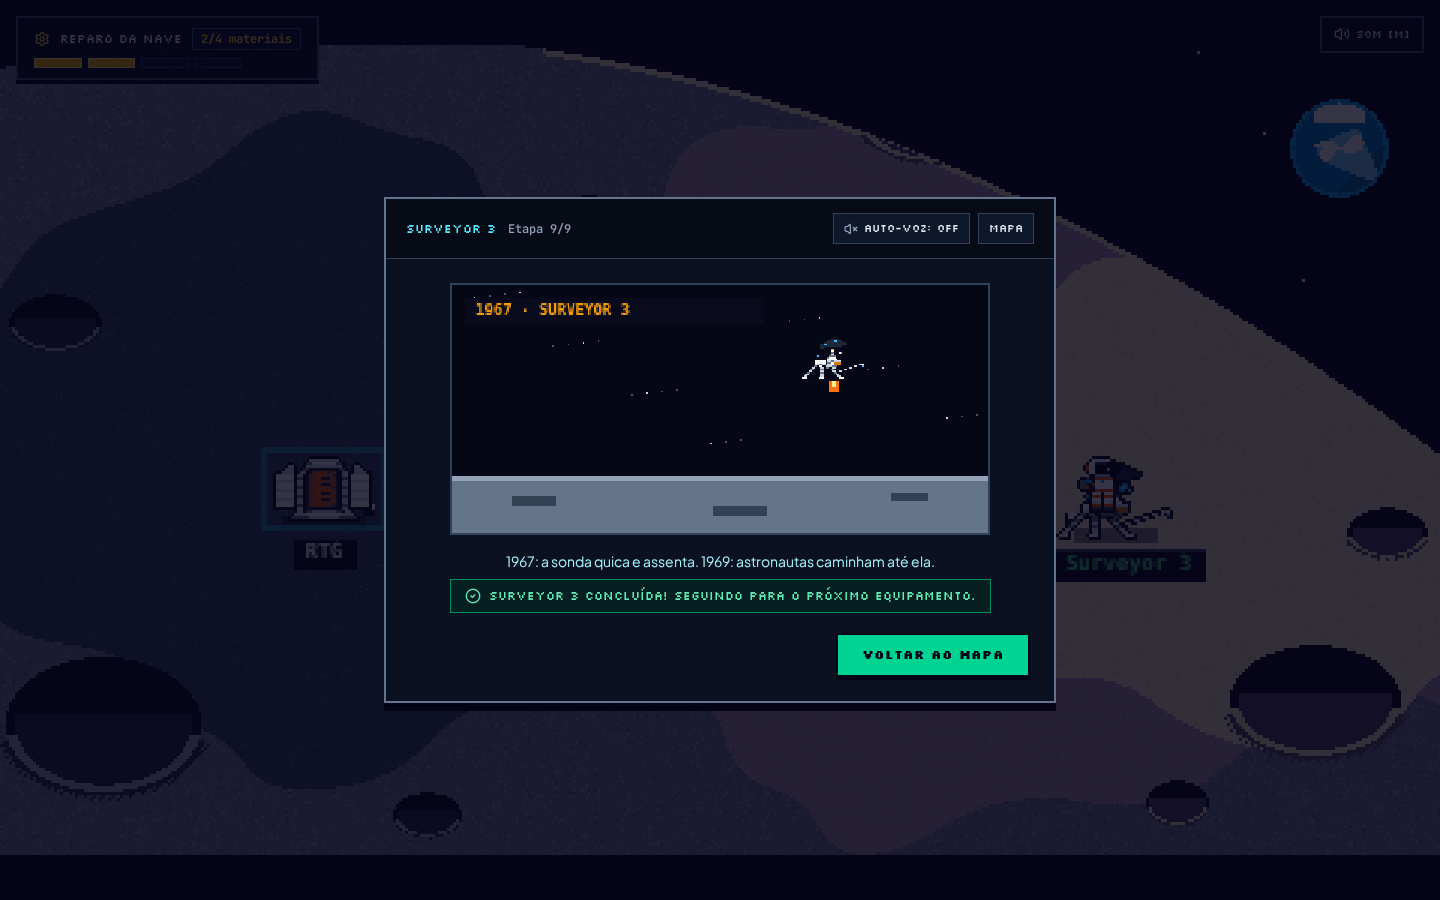 REPARO DA NAVE 2/4 materiais
SOM [M]
SURVEYOR 3 Etapa 9/9
AUTO-VOZ: OFF
MAPA
1967 · SURVEYOR 3
RTG
Surveyor 3
1967: a sonda quica e assenta. 1969: astronautas caminham até ela.
SURVEYOR 3 CONCLUÍDA! SEGUINDO PARA O PRÓXIMO EQUIPAMENTO.
VOLTAR AO MAPA